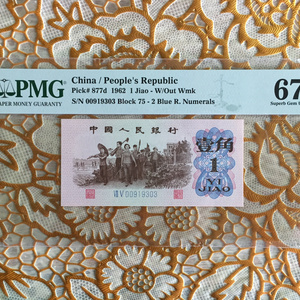 PMG
PAPER MONEY GUARANTY
China / People's Republic
Pick# 877d 1962 1 Jiao - W/Out Wmk
S/N 00919303 Block 75 - 2 Blue R. Numerals
67
Superb Gem
中国人民银行
壹角
1
YI
JIAO
V 00919303